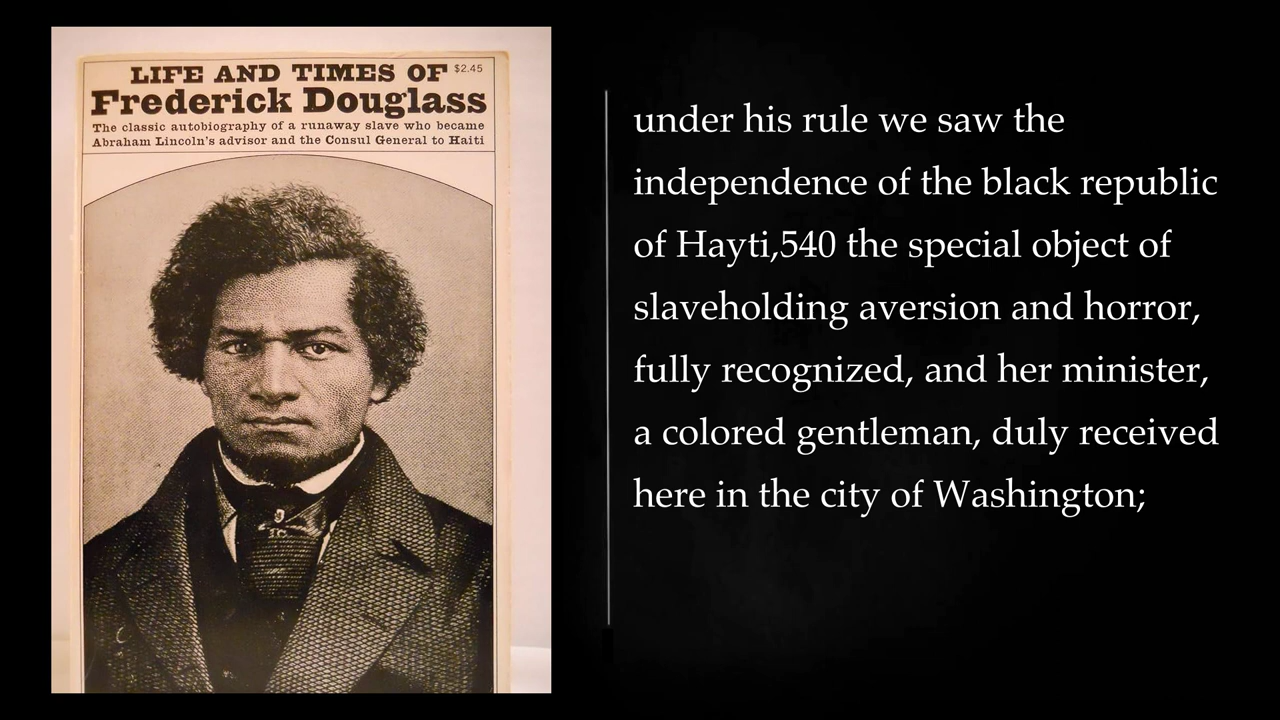 LIFE AND TIMES OF $2.45
Frederick Douglass
The classic autobiography of a runaway slave who became
Abraham Lincoln's advisor and the Consul General to Haiti
under his rule we saw the
independence of the black republic
of Hayti,540 the special object of
slaveholding aversion and horror,
fully recognized, and her minister,
a colored gentleman, duly received
here in the city of Washington;